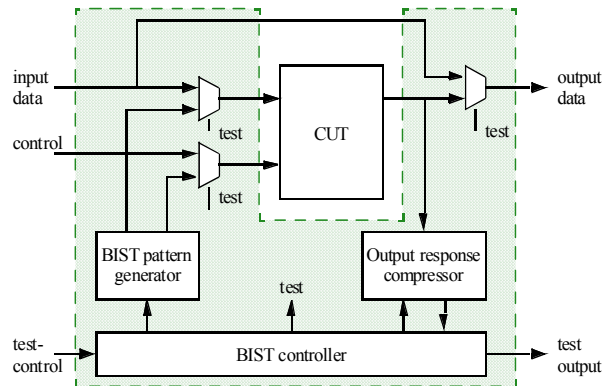 input
data
control
test
test
CUT
output
data
test
BIST pattern
generator
test
Output response
compressor
test-
control
BIST controller
test
output